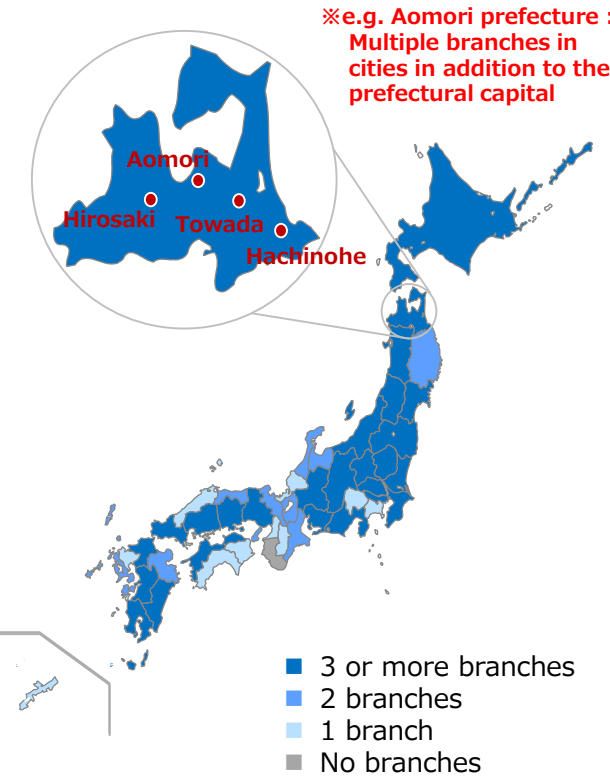 ※e.g. Aomori prefecture :
Multiple branches in
cities in addition to the
prefectural capital
Aomori
Hirosaki
Towada
Hachinohe
3 or more branches
2 branches
1 branch
No branches